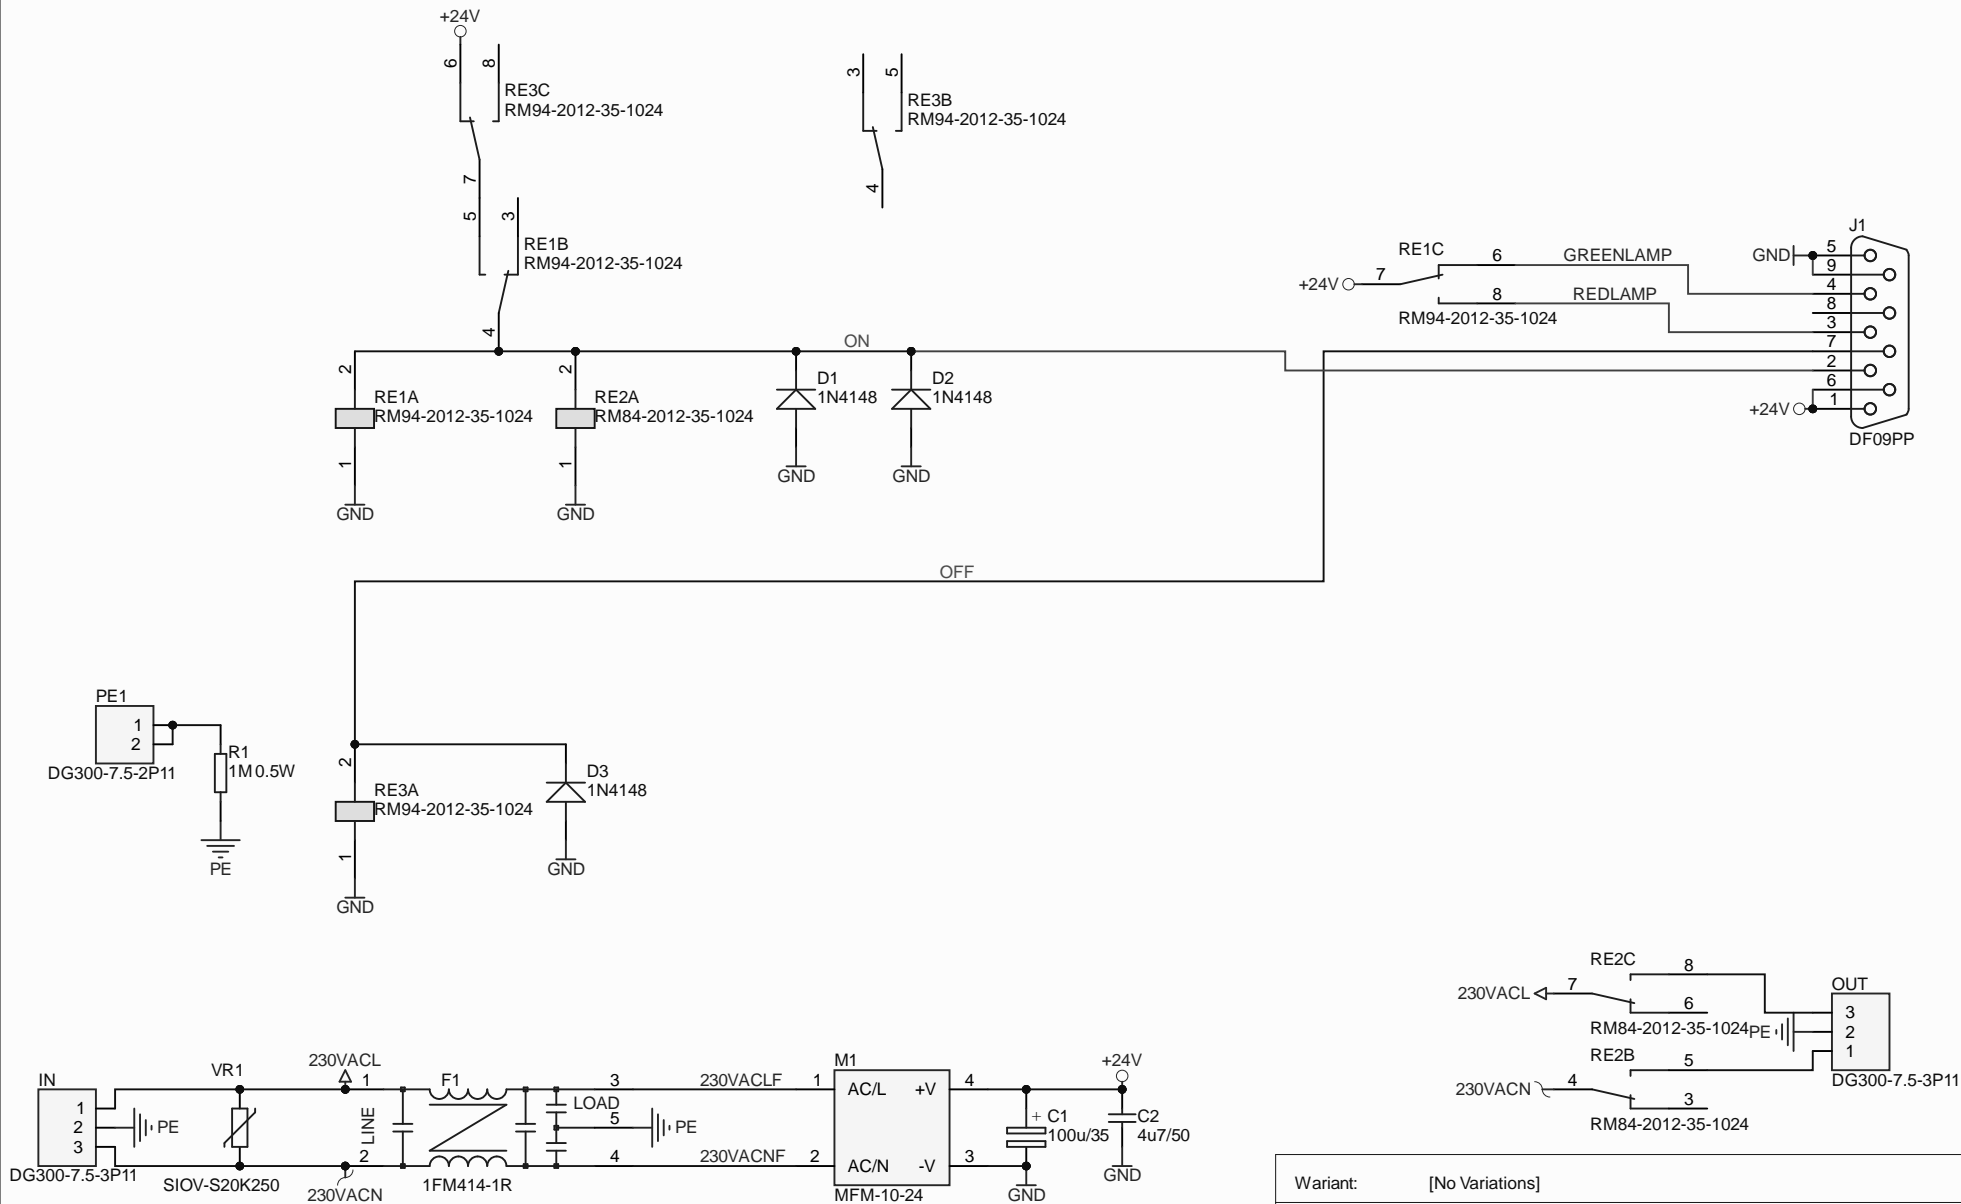 +24V
6
8
RE3C
RM94-2012-35-1024
7
3
5
RE3B
RM94-2012-35-1024
4
5
3
RE1B
RM94-2012-35-1024
4
ON
2
RE1A
RM94-2012-35-1024
1
GND
2
RE2A
RM84-2012-35-1024
1
GND
D1
1N4148
GND
D2
1N4148
GND
RE1C
+24V
7
6
GREENLAMP
8
REDLAMP
RM94-2012-35-1024
J1
GND
5
9
4
8
3
7
2
6
+24V
1
DF09PP
OFF
PE1
1
2
DG300-7.5-2P11
R1
1M 0.5W
PE
2
RE3A
RM94-2012-35-1024
1
GND
D3
1N4148
GND
IN
1
2
3
PE
DG300-7.5-3P11
VR1
SIOV-S20K250
230VACL
1
LINE
2
230VACN
F1
1FM414-1R
LOAD
3
5
PE
4
230VACLF
230VACNF
M1
1
AC/L
+V
4
2
AC/N
-V
3
MFM-10-24
+24V
+
C1
100u/35
C2
4u7/50
GND
GND
RE2C
230VACL
7
8
6
RM84-2012-35-1024
PE
RE2B
230VACN
4
5
3
RM84-2012-35-1024
OUT
3
2
1
DG300-7.5-3P11
Wariant: [No Variations]